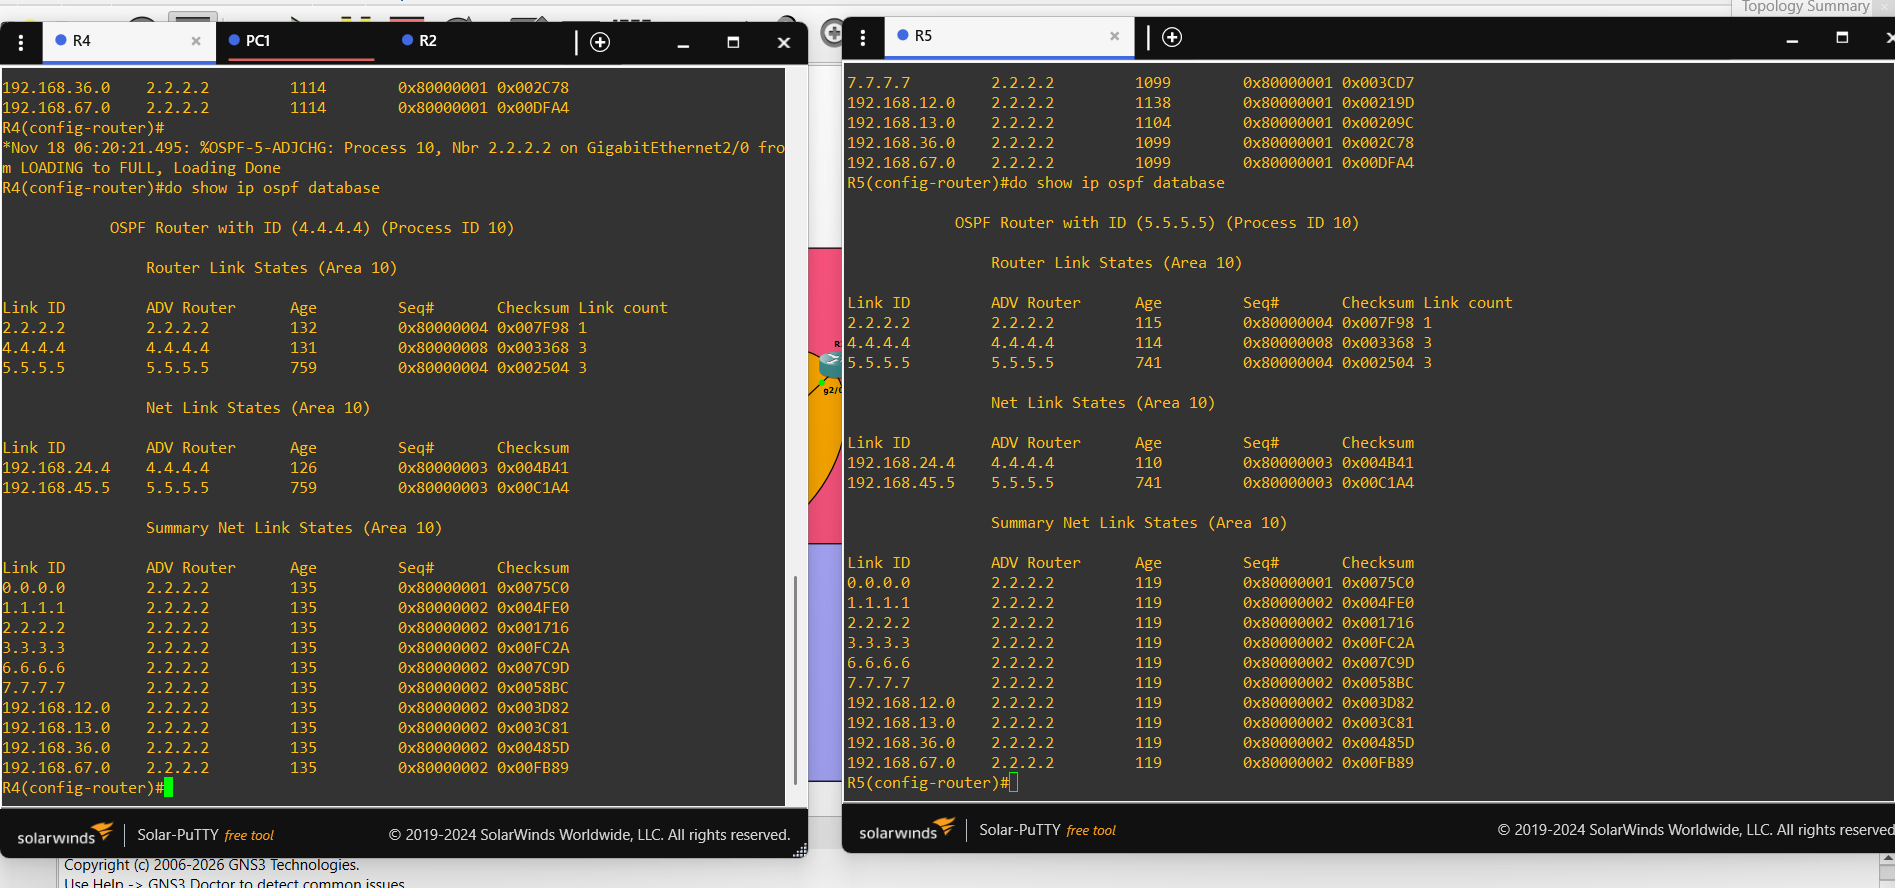 Topology Summary
R4
PC1
R2
192.168.36.0    2.2.2.2         1114        0x80000001 0x002C78
192.168.67.0    2.2.2.2         1114        0x80000001 0x00DFA4
R4(config-router)#
*Nov 18 06:20:21.495: %OSPF-5-ADJCHG: Process 10, Nbr 2.2.2.2 on GigabitEthernet2/0 fro
m LOADING to FULL, Loading Done
R4(config-router)#do show ip ospf database
OSPF Router with ID (4.4.4.4) (Process ID 10)
Router Link States (Area 10)
Link ID         ADV Router      Age         Seq#       Checksum Link count
2.2.2.2         2.2.2.2         132         0x80000004 0x007F98 1
4.4.4.4         4.4.4.4         131         0x80000008 0x003368 3
5.5.5.5         5.5.5.5         759         0x80000004 0x002504 3
Net Link States (Area 10)
Link ID         ADV Router      Age         Seq#       Checksum
192.168.24.4    4.4.4.4         126         0x80000003 0x004B41
192.168.45.5    5.5.5.5         759         0x80000003 0x00C1A4
Summary Net Link States (Area 10)
Link ID         ADV Router      Age         Seq#       Checksum
0.0.0.0         2.2.2.2         135         0x80000001 0x0075C0
1.1.1.1         2.2.2.2         135         0x80000002 0x004FE0
2.2.2.2         2.2.2.2         135         0x80000002 0x001716
3.3.3.3         2.2.2.2         135         0x80000002 0x00FC2A
6.6.6.6         2.2.2.2         135         0x80000002 0x007C9D
7.7.7.7         2.2.2.2         135         0x80000002 0x0058BC
192.168.12.0    2.2.2.2         135         0x80000002 0x003D82
192.168.13.0    2.2.2.2         135         0x80000002 0x003C81
192.168.36.0    2.2.2.2         135         0x80000002 0x00485D
192.168.67.0    2.2.2.2         135         0x80000002 0x00FB89
R4(config-router)#
solarwinds Solar-PuTTY free tool © 2019-2024 SolarWinds Worldwide, LLC. All rights reserved.
g2/0
R5
7.7.7.7         2.2.2.2         1099        0x80000001 0x003CD7
192.168.12.0    2.2.2.2         1138        0x80000001 0x00219D
192.168.13.0    2.2.2.2         1104        0x80000001 0x00209C
192.168.36.0    2.2.2.2         1099        0x80000001 0x002C78
192.168.67.0    2.2.2.2         1099        0x80000001 0x00DFA4
R5(config-router)#do show ip ospf database
OSPF Router with ID (5.5.5.5) (Process ID 10)
Router Link States (Area 10)
Link ID         ADV Router      Age         Seq#       Checksum Link count
2.2.2.2         2.2.2.2         115         0x80000004 0x007F98 1
4.4.4.4         4.4.4.4         114         0x80000008 0x003368 3
5.5.5.5         5.5.5.5         741         0x80000004 0x002504 3
Net Link States (Area 10)
Link ID         ADV Router      Age         Seq#       Checksum
192.168.24.4    4.4.4.4         110         0x80000003 0x004B41
192.168.45.5    5.5.5.5         741         0x80000003 0x00C1A4
Summary Net Link States (Area 10)
Link ID         ADV Router      Age         Seq#       Checksum
0.0.0.0         2.2.2.2         119         0x80000001 0x0075C0
1.1.1.1         2.2.2.2         119         0x80000002 0x004FE0
2.2.2.2         2.2.2.2         119         0x80000002 0x001716
3.3.3.3         2.2.2.2         119         0x80000002 0x00FC2A
6.6.6.6         2.2.2.2         119         0x80000002 0x007C9D
7.7.7.7         2.2.2.2         119         0x80000002 0x0058BC
192.168.12.0    2.2.2.2         119         0x80000002 0x003D82
192.168.13.0    2.2.2.2         119         0x80000002 0x003C81
192.168.36.0    2.2.2.2         119         0x80000002 0x00485D
192.168.67.0    2.2.2.2         119         0x80000002 0x00FB89
R5(config-router)#
solarwinds Solar-PuTTY free tool © 2019-2024 SolarWinds Worldwide, LLC. All rights reserved
Copyright (c) 2006-2026 GNS3 Technologies.
Use Help -> GNS3 Doctor to detect common issues